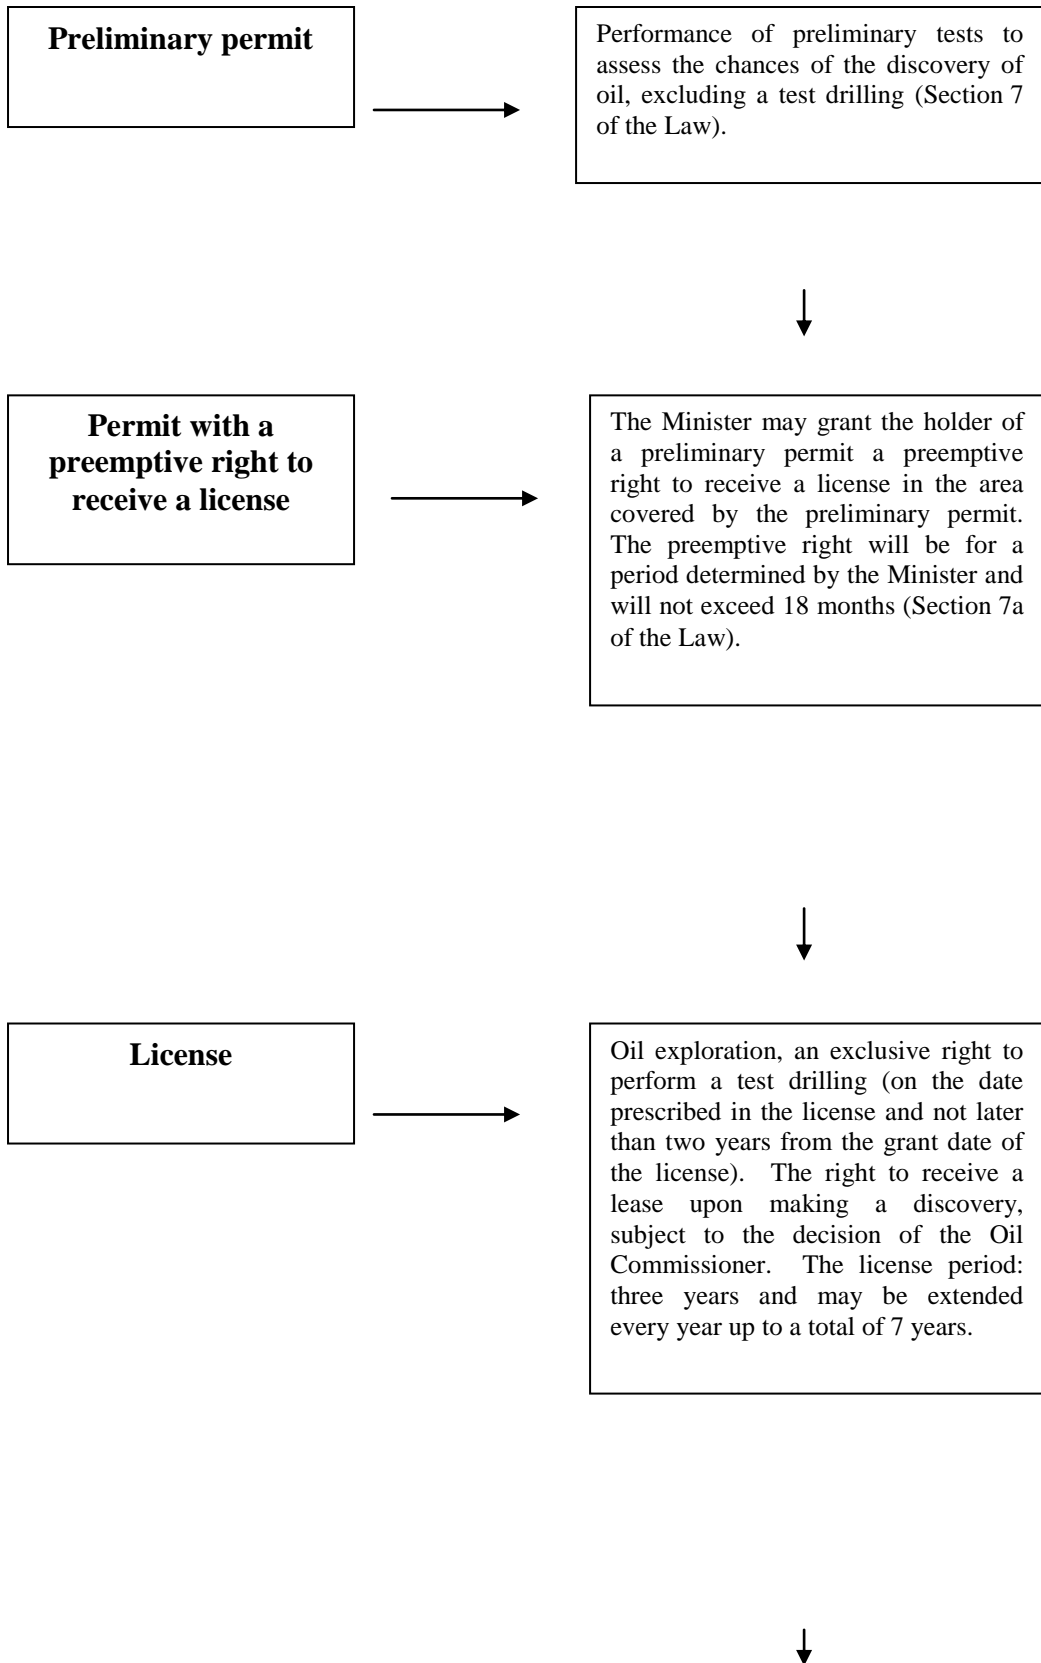 Preliminary permit
Performance of preliminary tests to
assess the chances of the discovery of
oil, excluding a test drilling (Section 7
of the Law).
Permit with a
preemptive right to
receive a license
The Minister may grant the holder of
a preliminary permit a preemptive
right to receive a license in the area
covered by the preliminary permit.
The preemptive right will be for a
period determined by the Minister and
will not exceed 18 months (Section 7a
of the Law).
License
Oil exploration, an exclusive right to
perform a test drilling (on the date
prescribed in the license and not later
than two years from the grant date of
the license). The right to receive a
lease upon making a discovery,
subject to the decision of the Oil
Commissioner. The license period:
three years and may be extended
every year up to a total of 7 years.